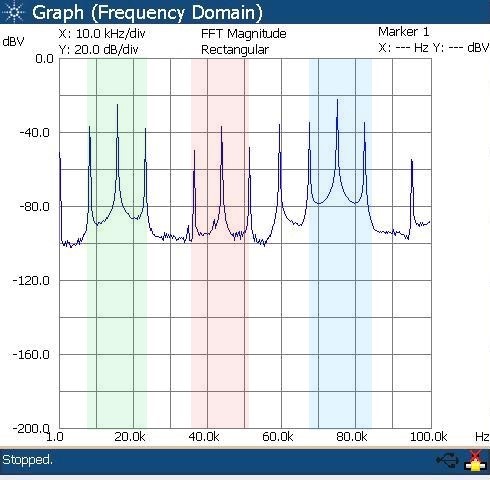 Graph (Frequency Domain)
dBV
X: 10.0 kHz/div
Y: 20.0 dB/div
FFT Magnitude
Rectangular
Marker 1
X: --- Hz Y: --- dBV
0.0
-40.0
-80.0
-120.0
-160.0
-200.0
1.0 20.0k 40.0k 60.0k 80.0k 100.0k Hz
Stopped.